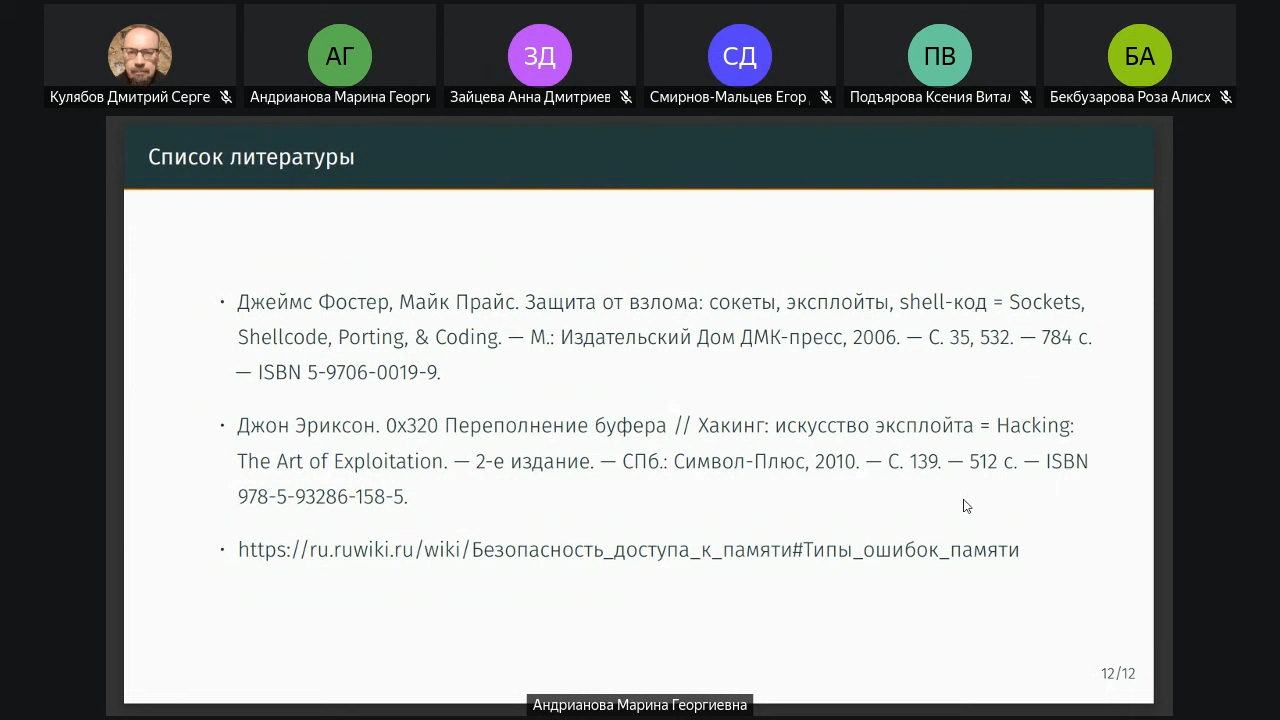 АГ
ЗД
СД
ПВ
БА
Кулябов Дмитрий Серге
Андрианова Марина Георги
Зайцева Анна Дмитриев
Смирнов-Мальцев Егор
Подъярова Ксения Витал
Бекбузарова Роза Алисх
Список литературы
• Джеймс Фостер, Майк Прайс. Защита от взлома: сокеты, эксплойты, shell-код = Sockets,
Shellcode, Porting, & Coding. — М.: Издательский Дом ДМК-пресс, 2006. — С. 35, 532. — 784 с.
— ISBN 5-9706-0019-9.
• Джон Эриксон. 0x320 Переполнение буфера // Хакинг: искусство эксплойта = Hacking:
The Art of Exploitation. — 2-е издание. — СПб.: Символ-Плюс, 2010. — С. 139. — 512 с. — ISBN
978-5-93286-158-5.
• https://ru.ruwiki.ru/wiki/Безопасность_доступа_к_памяти#Типы_ошибок_памяти
12/12
Андрианова Марина Георгиевна